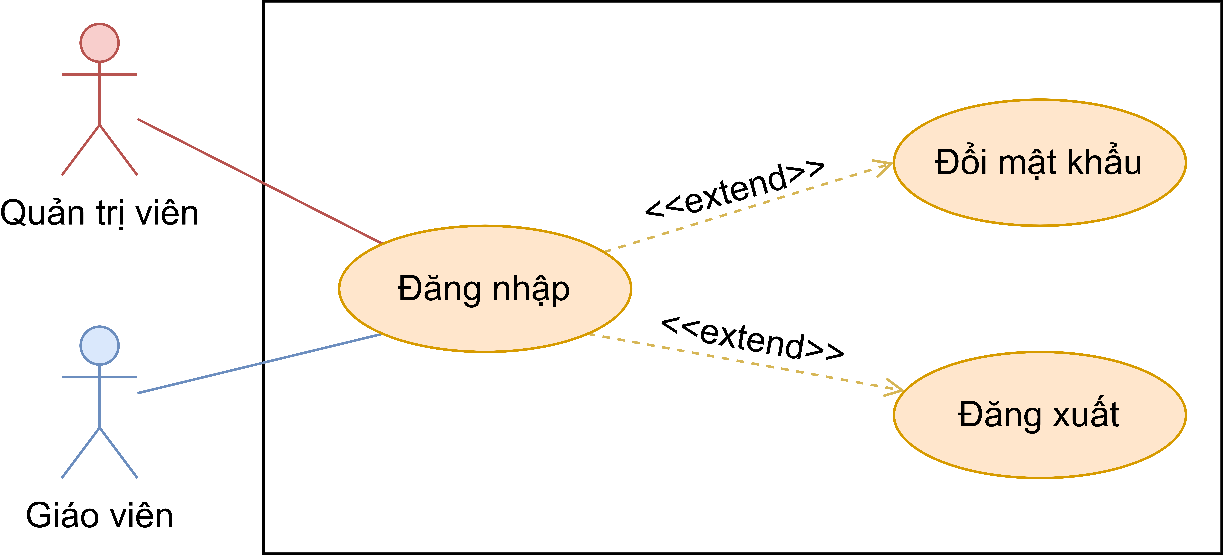 Quản trị viên
Giáo viên
Đăng nhập
<<extend>>
<<extend>>
Đổi mật khẩu
Đăng xuất